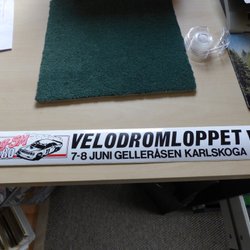 VELODROMLOPPET V
7-8 JUNI GELLERÅSEN KARLSKOGA